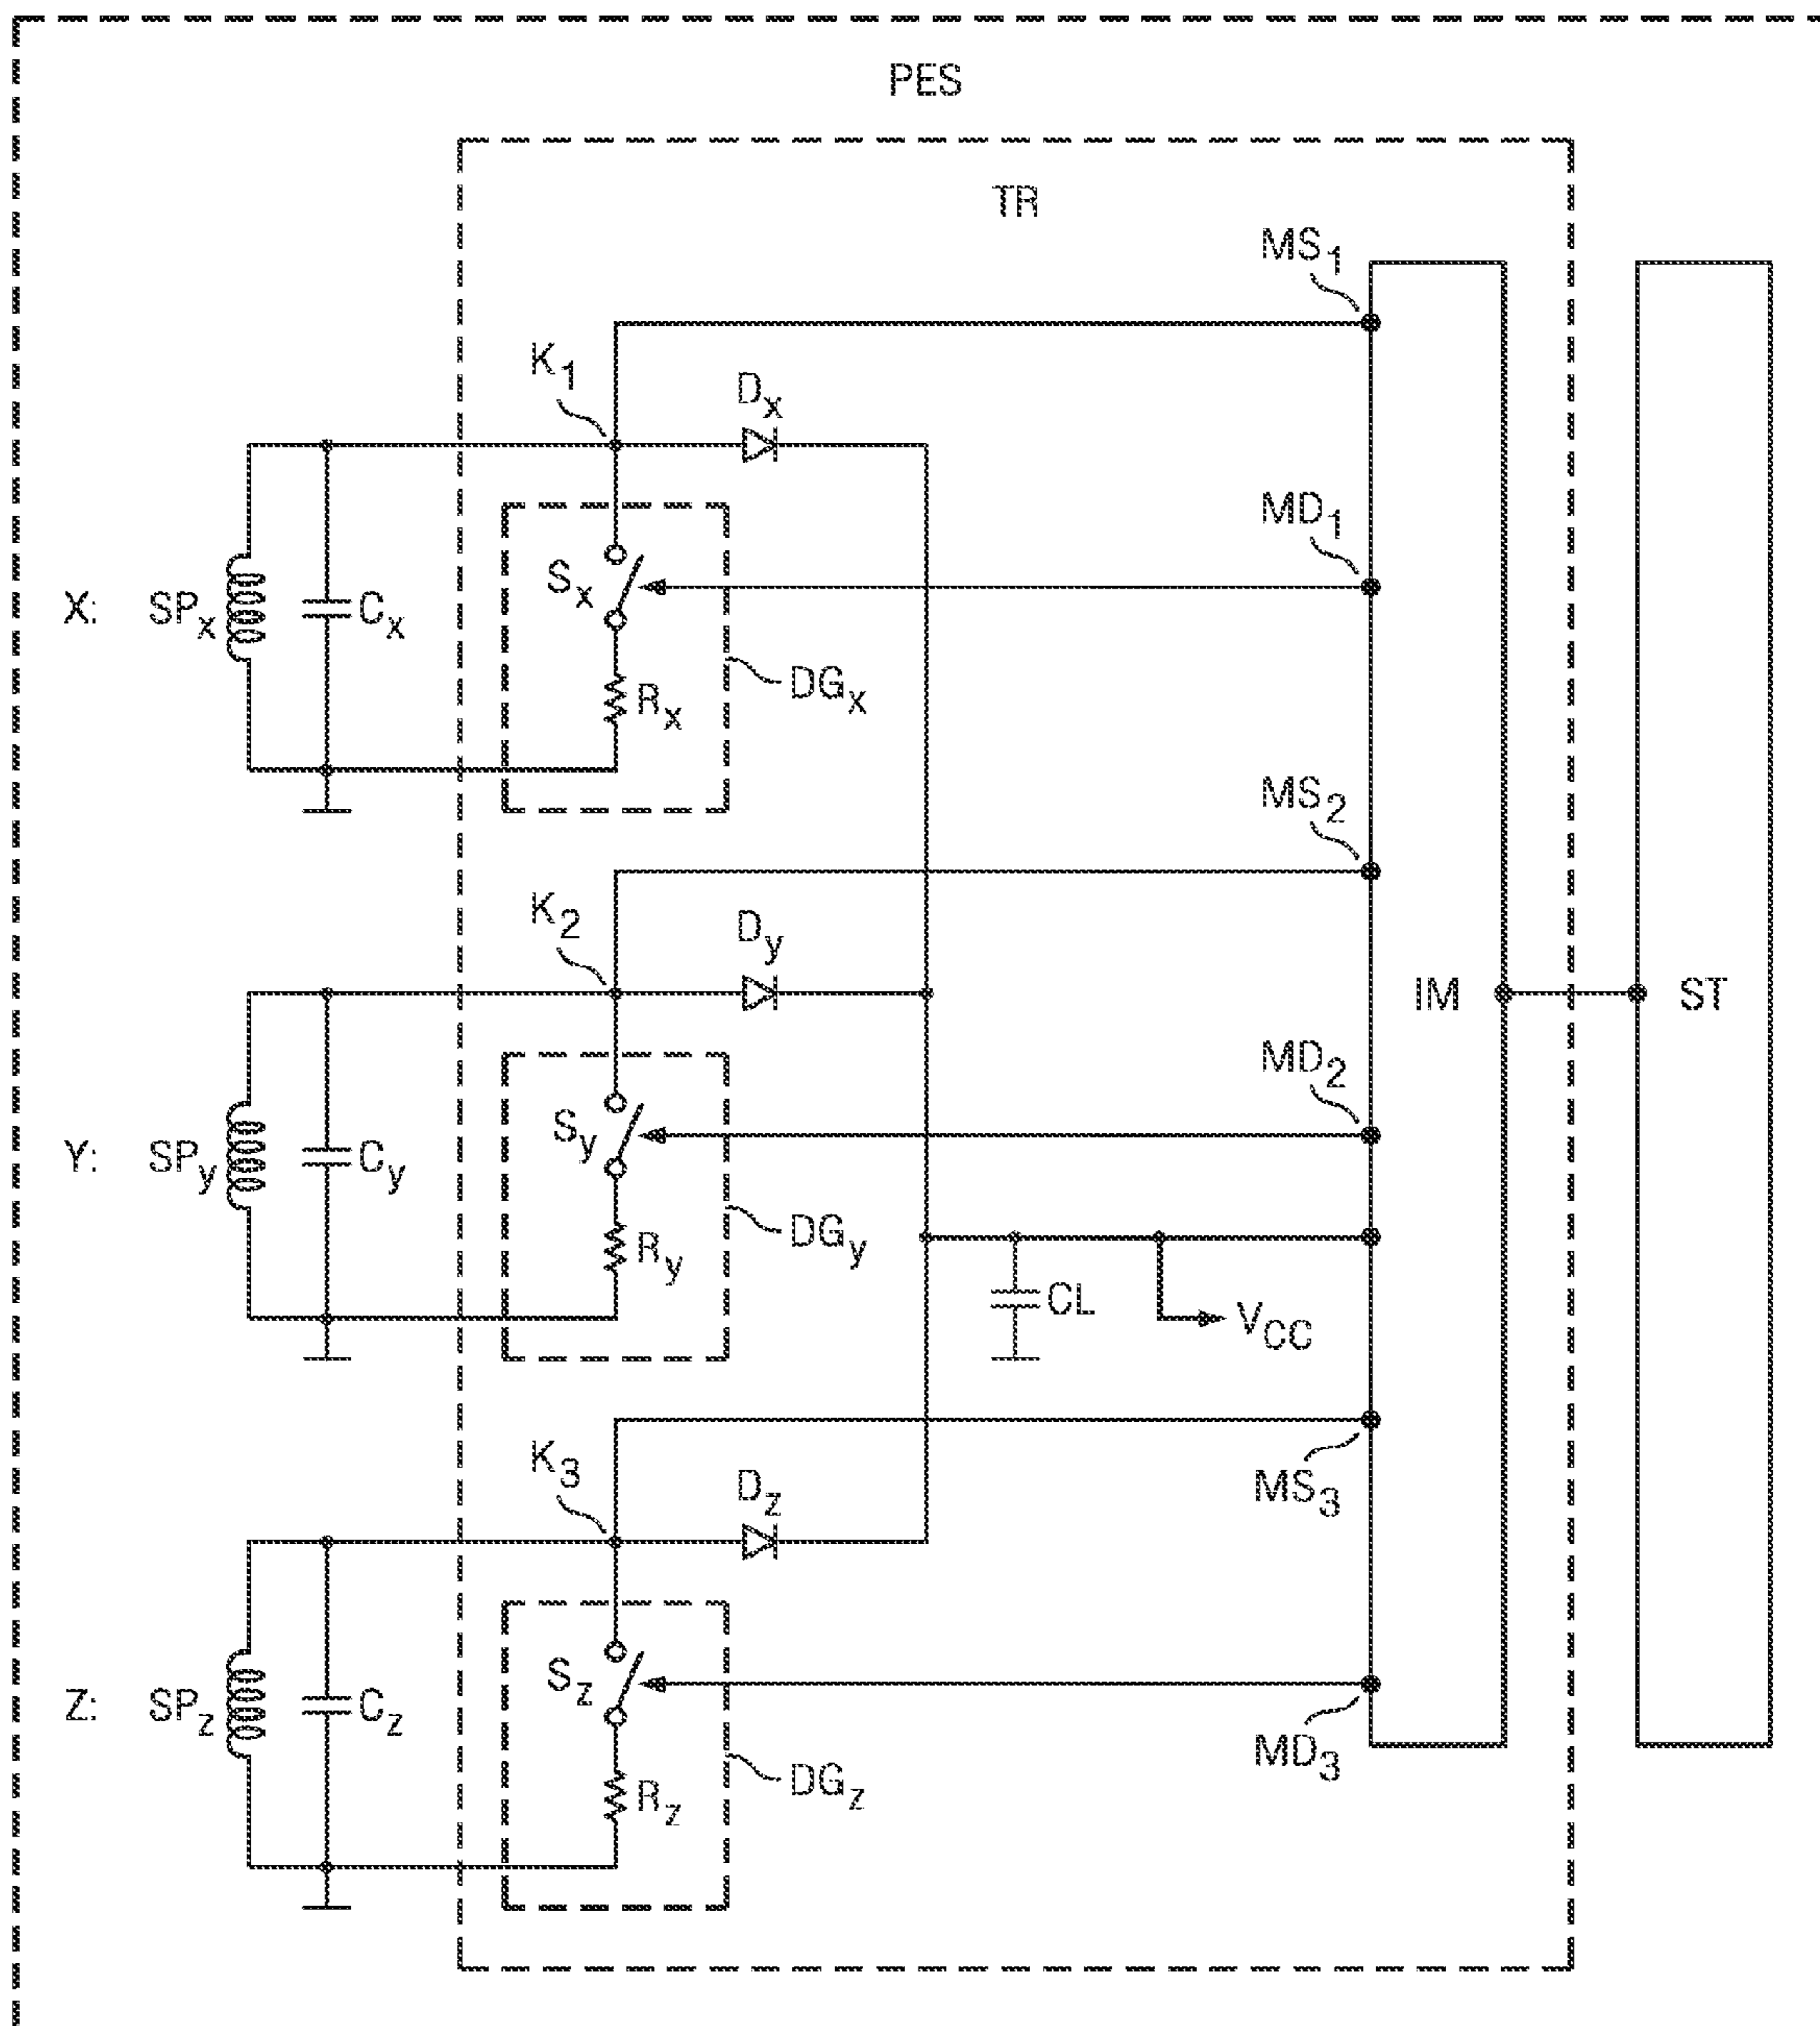 PES
TR
MS1
K1
Dx
MD1
Sx
X: SPx Cx
Rx
DGx
MS2
K2
Dy
IM
ST
MD2
Sy
Y: SPy Cy
Ry
DGy
CL
VCC
K3
Dz
MS3
Sz
Z: SPz Cz
MD3
Rz
DGz